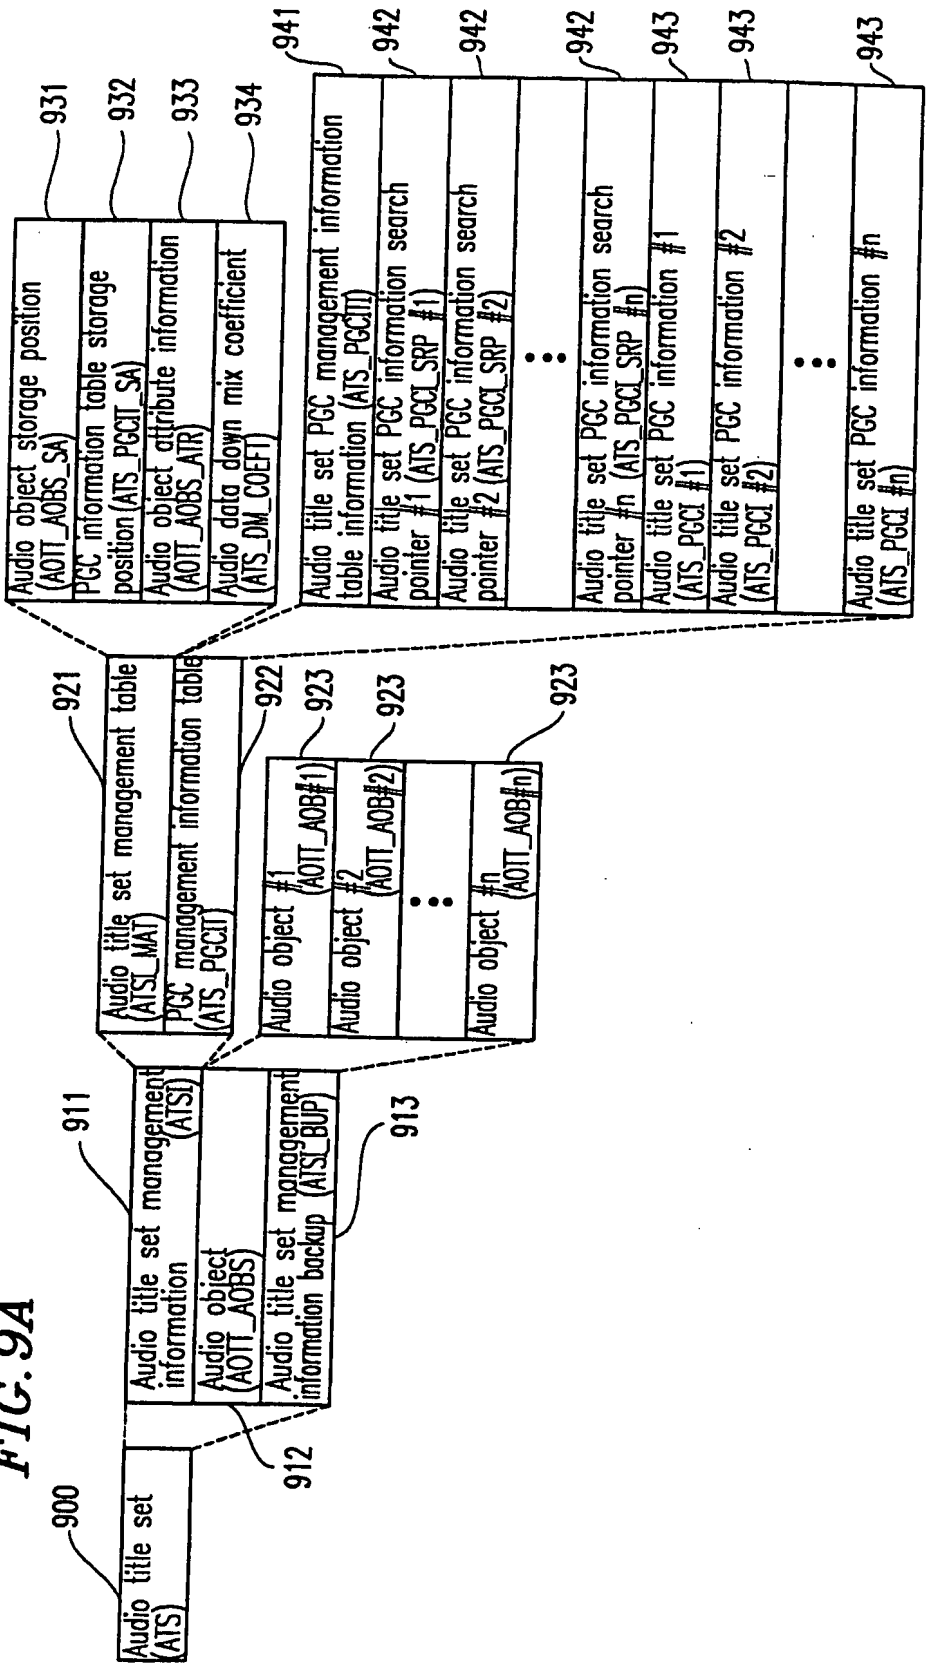 FIG. 9A
900
Audio title set
(ATS)
911
Audio title set management
information (ATSI)
Audio object
(AOTT_AOBS)
Audio title set management
information backup (ATSI_BUP)
912
913
921
Audio title set management table
(ATSI_MAT)
PGC management information table
(ATS_PGCIT)
922
Audio object #1
(AOTT_AOB#1)
923
Audio object #2
(AOTT_AOB#2)
923
•••
Audio object #n
(AOTT_AOB#n)
923
Audio object storage position
(AOTT_AOBS_SA)
931
PGC information table storage
position (ATS_PGCIT_SA)
932
Audio object attribute information
(AOTT_AOBS_ATR)
933
Audio data down mix coefficient
(ATS_DM_COEFT)
934
Audio title set PGC management information
table information (ATS_PGCITI)
941
Audio title set PGC information search
pointer #1 (ATS_PGCI_SRP #1)
942
Audio title set PGC information search
pointer #2 (ATS_PGCI_SRP #2)
942
•••
Audio title set PGC information search
pointer #n (ATS_PGCI_SRP #n)
942
Audio title set PGC information #1
(ATS_PGCI #1)
943
Audio title set PGC information #2
(ATS_PGCI #2)
943
•••
Audio title set PGC information #n
(ATS_PGCI #n)
943